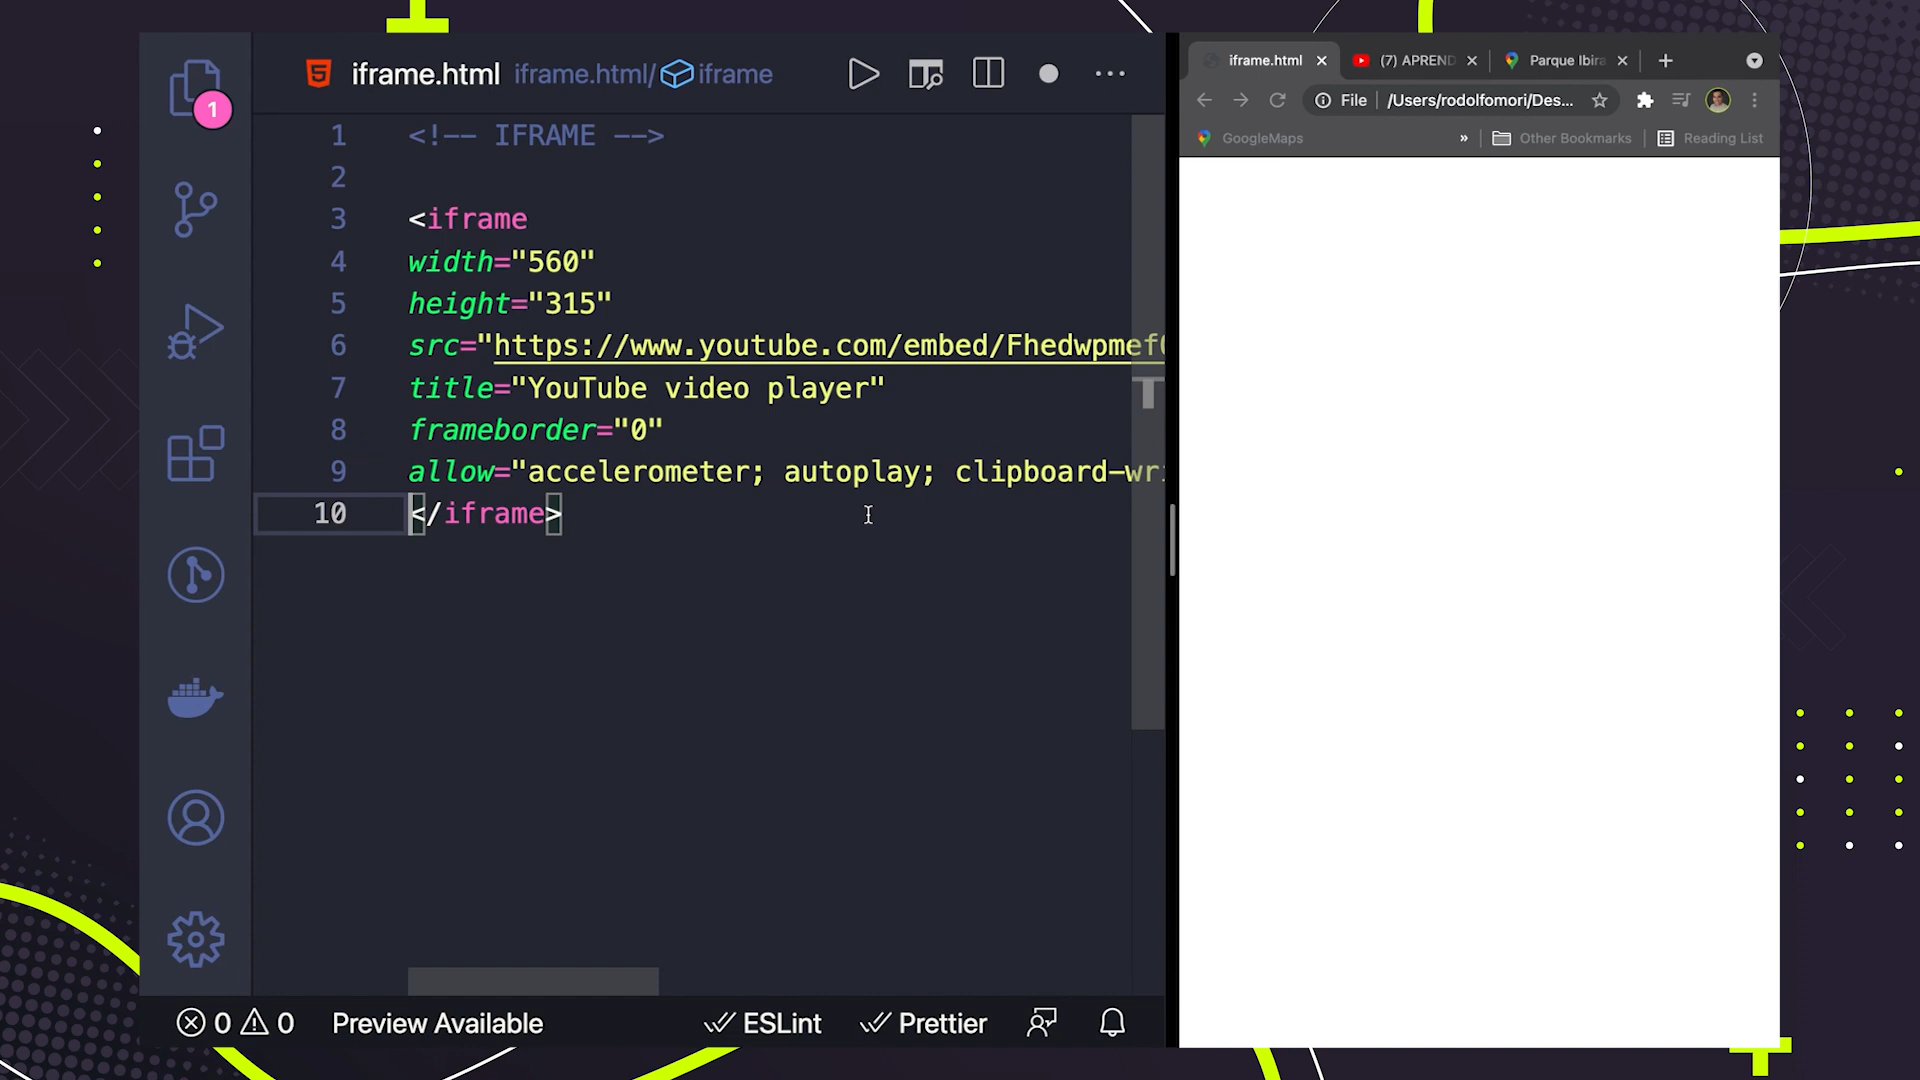 iframe.html iframe.html/ iframe
1
1 <!-- IFRAME -->
2
3 <iframe
4 width="560"
5 height="315"
6 src="https://www.youtube.com/embed/Fhedwpmef
7 title="YouTube video player"
8 frameborder="0"
9 allow="accelerometer; autoplay; clipboard-wri
10 </iframe>
0 0 Preview Available ESLint Prettier
iframe.html (7) APREND Parque Ibira
File /Users/rodolfomori/Des...
GoogleMaps » Other Bookmarks Reading List